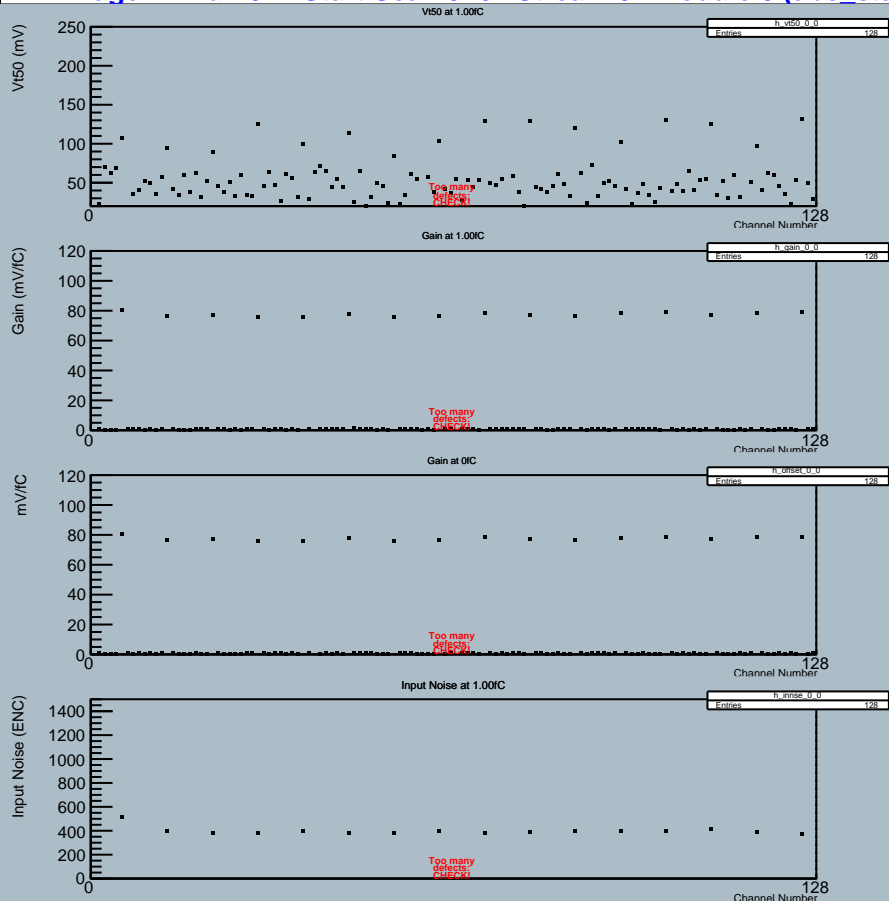 Vt50 at 1.00fC
h_vt50_0_0
Entries 128
Vt50 (mV)
250
200
150
100
50
Too many
defects:
CHECK!
0
128
Channel Number
Gain at 1.00fC
h_gain_0_0
Entries 128
Gain (mV/fC)
120
100
80
60
40
20
0
Too many
defects:
CHECK!
0
128
Channel Number
Gain at 0fC
h_offset_0_0
Entries 128
mV/fC
120
100
80
60
40
20
0
Too many
defects:
CHECK!
0
128
Channel Number
Input Noise at 1.00fC
h_innse_0_0
Entries 128
Input Noise (ENC)
1400
1200
1000
800
600
400
200
0
Too many
defects:
CHECK!
0
128
Channel Number